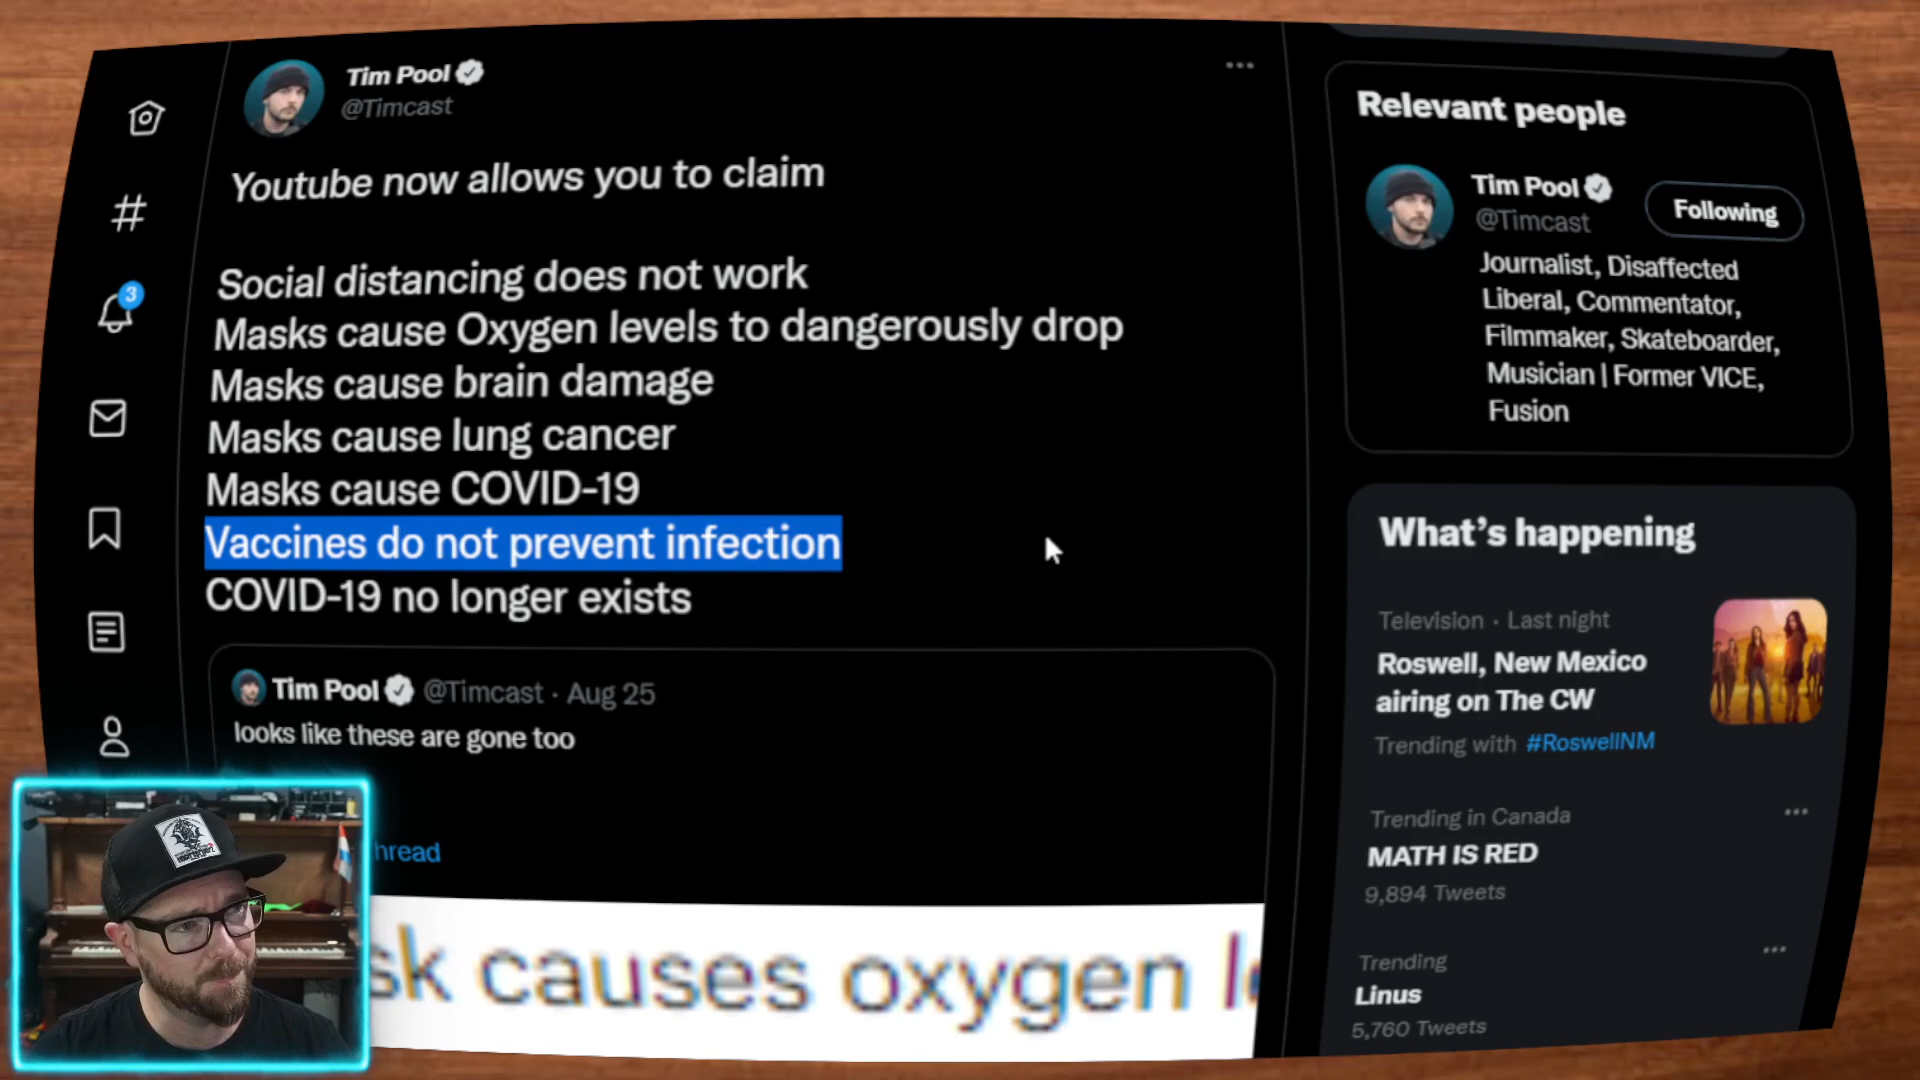 Tim Pool
@Timcast
Youtube now allows you to claim
Social distancing does not work
Masks cause Oxygen levels to dangerously drop
Masks cause brain damage
Masks cause lung cancer
Masks cause COVID-19
Vaccines do not prevent infection
COVID-19 no longer exists
Tim Pool @Timcast · Aug 25
looks like these are gone too
hread
sk causes oxygen l
3
Relevant people
Tim Pool
@Timcast
Following
Journalist, Disaffected
Liberal, Commentator,
Filmmaker, Skateboarder,
Musician | Former VICE,
Fusion
What's happening
Television · Last night
Roswell, New Mexico
airing on The CW
Trending with #RoswellNM
Trending in Canada
MATH IS RED
9,894 Tweets
Trending
Linus
5,760 Tweets